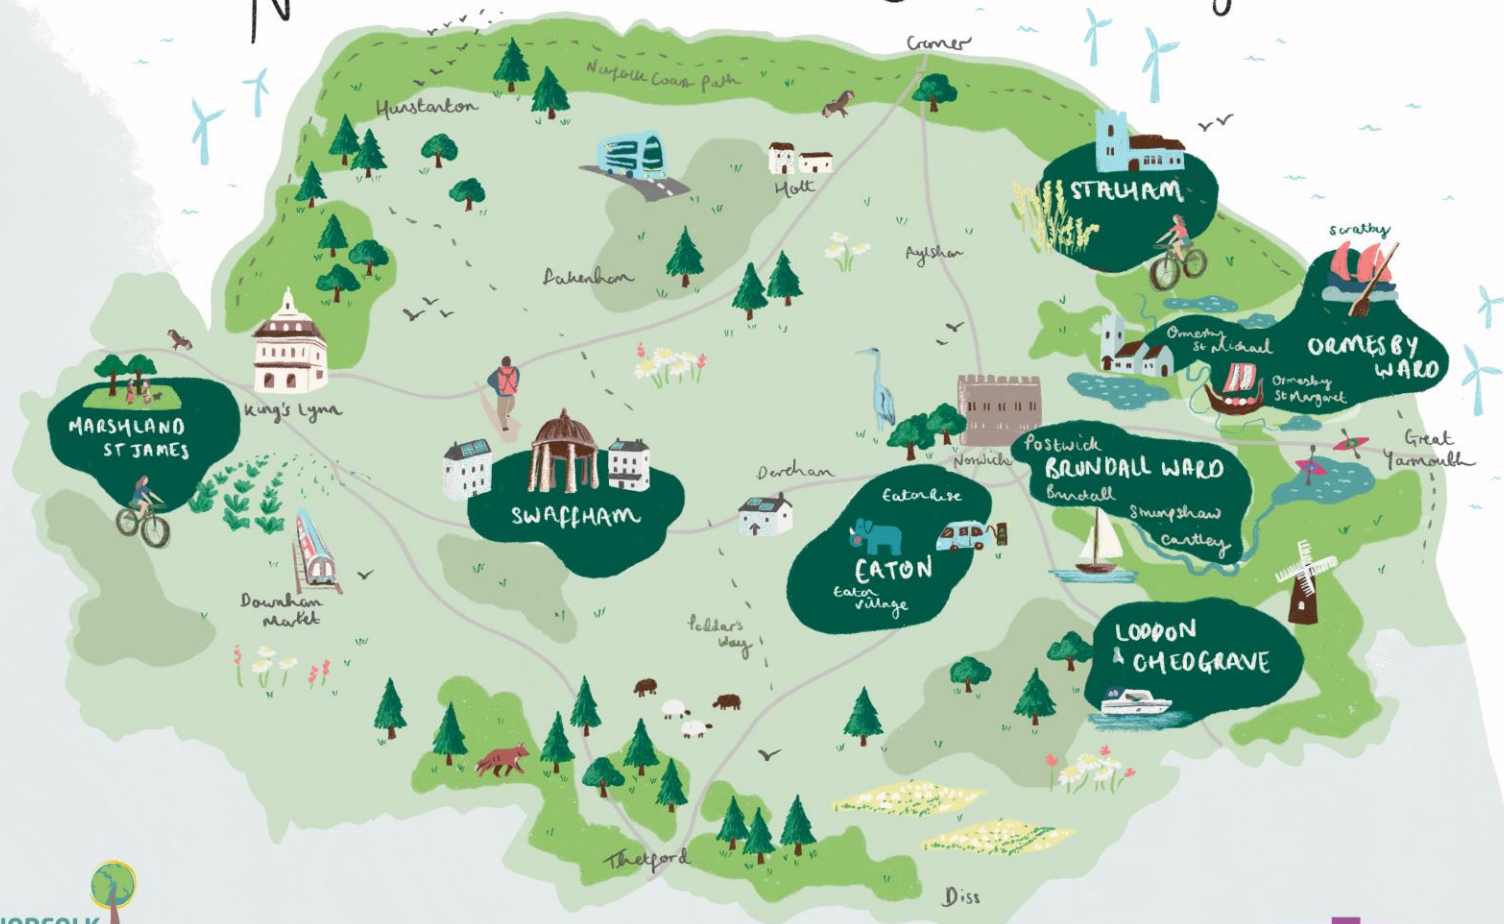 Cromer
Norfolk Coast Path
Hunstanton
Holt
STALHAM
Scratby
Aylsham
Fakenham
Ormesby
St Michael
ORMESBY
WARD
Ormesby
St Margaret
King's Lynn
MARSHLAND
ST JAMES
Great
Yarmouth
Postwick
BRUNDALL WARD
Brundall
Strumpshaw
Cantley
Norwich
Dereham
SWAFFHAM
Eaton Rise
EATON
Eaton
Village
Downham
Market
Peddar's
Way
LODDON
& CHEDGRAVE
Thetford
Diss
NORFOLK